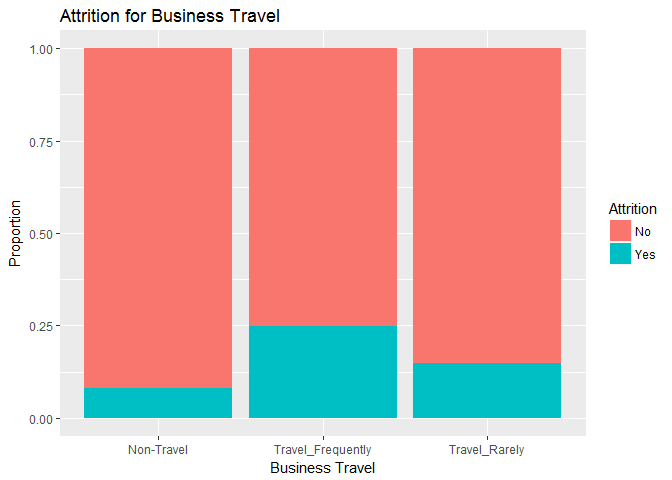 Attrition for Business Travel
1.00
0.75
0.50
0.25
0.00
Proportion
Non-Travel
Travel_Frequently
Travel_Rarely
Business Travel
Attrition
No
Yes